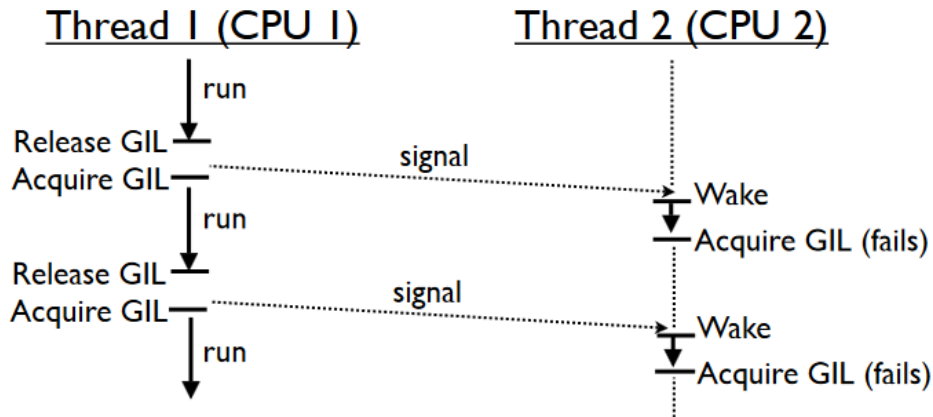 Thread 1 (CPU 1)
Thread 2 (CPU 2)
run
Release GIL
signal
Acquire GIL
Wake
run
Acquire GIL (fails)
Release GIL
signal
Acquire GIL
Wake
run
Acquire GIL (fails)